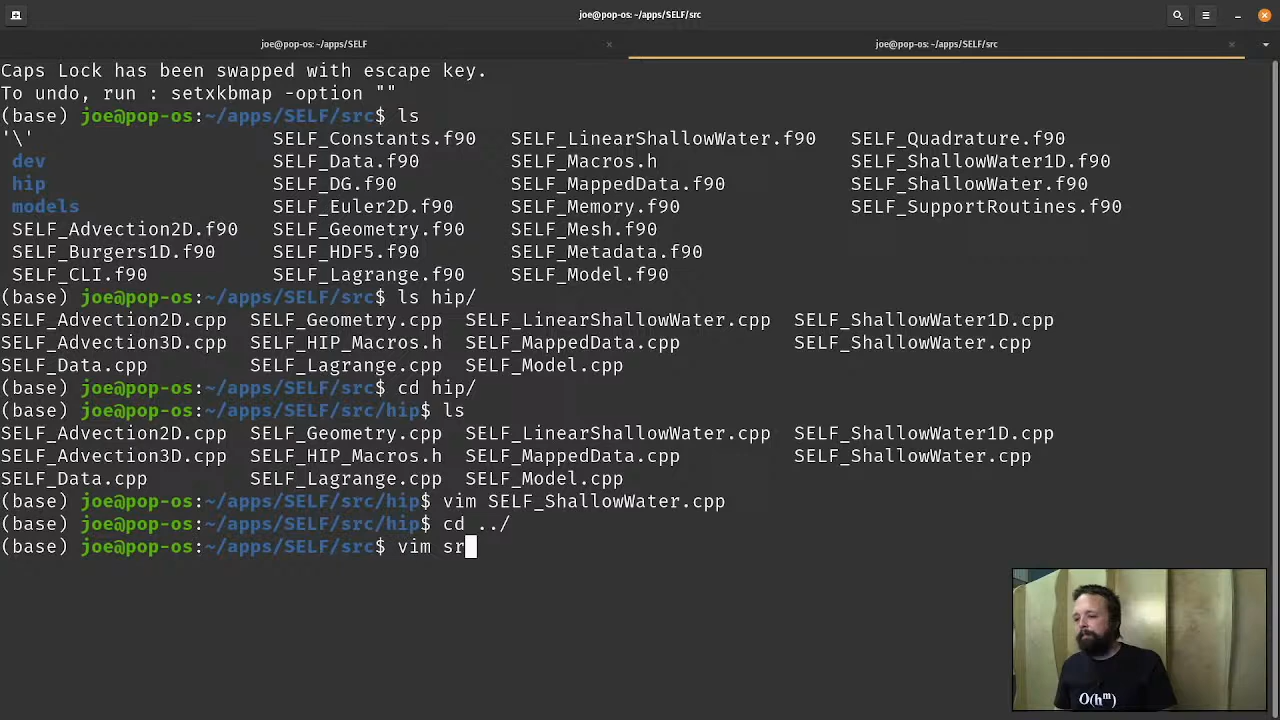 joe@pop-os: ~/apps/SELF/src
joe@pop-os: ~/apps/SELF × joe@pop-os: ~/apps/SELF/src ×
Caps Lock has been swapped with escape key.
To undo, run : setxkbmap -option ""
(base) joe@pop-os:~/apps/SELF/src$ ls
'\' SELF_Constants.f90 SELF_LinearShallowWater.f90 SELF_Quadrature.f90
dev SELF_Data.f90 SELF_Macros.h SELF_ShallowWater1D.f90
hip SELF_DG.f90 SELF_MappedData.f90 SELF_ShallowWater.f90
models SELF_Euler2D.f90 SELF_Memory.f90 SELF_SupportRoutines.f90
SELF_Advection2D.f90 SELF_Geometry.f90 SELF_Mesh.f90
SELF_Burgers1D.f90 SELF_HDF5.f90 SELF_Metadata.f90
SELF_CLI.f90 SELF_Lagrange.f90 SELF_Model.f90
(base) joe@pop-os:~/apps/SELF/src$ ls hip/
SELF_Advection2D.cpp SELF_Geometry.cpp SELF_LinearShallowWater.cpp SELF_ShallowWater1D.cpp
SELF_Advection3D.cpp SELF_HIP_Macros.h SELF_MappedData.cpp SELF_ShallowWater.cpp
SELF_Data.cpp SELF_Lagrange.cpp SELF_Model.cpp
(base) joe@pop-os:~/apps/SELF/src$ cd hip/
(base) joe@pop-os:~/apps/SELF/src/hip$ ls
SELF_Advection2D.cpp SELF_Geometry.cpp SELF_LinearShallowWater.cpp SELF_ShallowWater1D.cpp
SELF_Advection3D.cpp SELF_HIP_Macros.h SELF_MappedData.cpp SELF_ShallowWater.cpp
SELF_Data.cpp SELF_Lagrange.cpp SELF_Model.cpp
(base) joe@pop-os:~/apps/SELF/src/hip$ vim SELF_ShallowWater.cpp
(base) joe@pop-os:~/apps/SELF/src/hip$ cd ../
(base) joe@pop-os:~/apps/SELF/src$ vim sr
O(hᵐ)